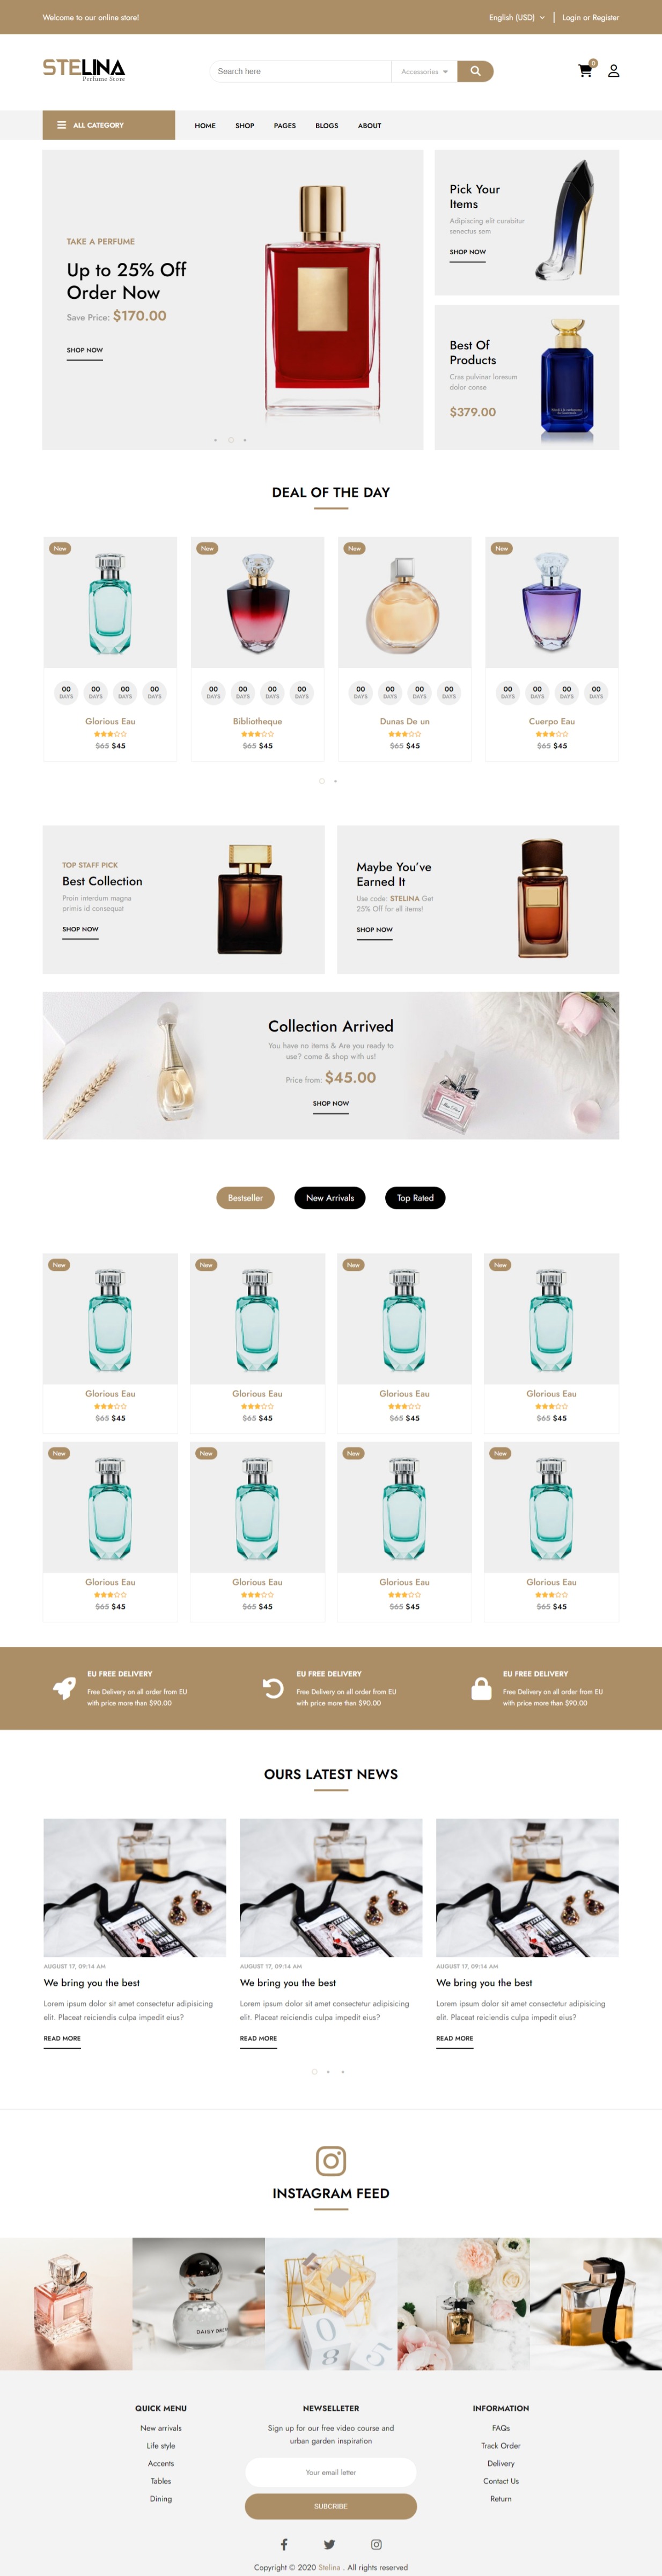 Welcome to our online store!
English (USD)
Login or Register
STELINA
Perfume Store
Search here
Accessories
0
ALL CATEGORY
HOME
SHOP
PAGES
BLOGS
ABOUT
TAKE A PERFUME
Up to 25% Off
Order Now
Save Price: $170.00
SHOP NOW
Pick Your
Items
Adipiscing elit curabitur
senectus sem
SHOP NOW
Best Of
Products
Cras pulvinar loresum
dolor conse
$379.00
DEAL OF THE DAY
New
New
New
New
00 00 00 00
DAYS DAYS DAYS DAYS
00 00 00 00
DAYS DAYS DAYS DAYS
00 00 00 00
DAYS DAYS DAYS DAYS
00 00 00 00
DAYS DAYS DAYS DAYS
Glorious Eau
$65 $45
Bibliotheque
$65 $45
Dunas De un
$65 $45
Cuerpo Eau
$65 $45
TOP STAFF PICK
Best Collection
Proin interdum magna
primis id consequat
SHOP NOW
Maybe You've
Earned It
Use code: STELINA Get
25% Off for all items!
SHOP NOW
Collection Arrived
You have no items & Are you ready to
use? come & shop with us!
Price from: $45.00
SHOP NOW
Bestseller
New Arrivals
Top Rated
New
New
New
New
Glorious Eau
$65 $45
Glorious Eau
$65 $45
Glorious Eau
$65 $45
Glorious Eau
$65 $45
New
New
New
New
Glorious Eau
$65 $45
Glorious Eau
$65 $45
Glorious Eau
$65 $45
Glorious Eau
$65 $45
EU FREE DELIVERY
Free Delivery on all order from EU
with price more than $90.00
EU FREE DELIVERY
Free Delivery on all order from EU
with price more than $90.00
EU FREE DELIVERY
Free Delivery on all order from EU
with price more than $90.00
OURS LATEST NEWS
AUGUST 17, 09:14 AM
We bring you the best
Lorem ipsum dolor sit amet consectetur adipisicing
elit. Placeat reiciendis culpa impedit eius?
READ MORE
AUGUST 17, 09:14 AM
We bring you the best
Lorem ipsum dolor sit amet consectetur adipisicing
elit. Placeat reiciendis culpa impedit eius?
READ MORE
AUGUST 17, 09:14 AM
We bring you the best
Lorem ipsum dolor sit amet consectetur adipisicing
elit. Placeat reiciendis culpa impedit eius?
READ MORE
INSTAGRAM FEED
QUICK MENU
New arrivals
Life style
Accents
Tables
Dining
NEWSELLETER
Sign up for our free video course and
urban garden inspiration
Your email letter
SUBCRIBE
INFORMATION
FAQs
Track Order
Delivery
Contact Us
Return
Copyright © 2020 Stelina . All rights reserved